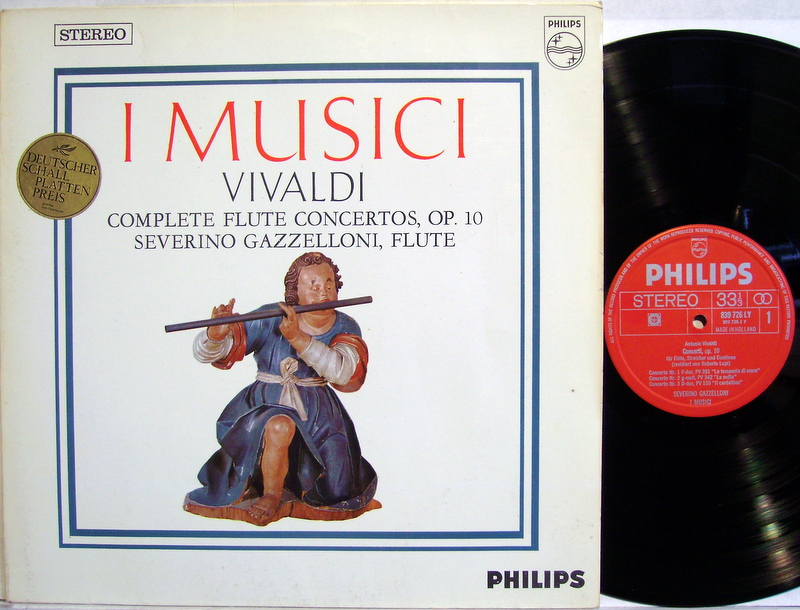 STEREO
PHILIPS
I MUSICI
VIVALDI
COMPLETE FLUTE CONCERTOS, OP. 10
SEVERINO GAZZELLONI, FLUTE
DEUTSCHER
SCHALL
PLATTEN
PREIS
PHILIPS
PHILIPS
STEREO 33⅓
839 726 LY
MADE IN HOLLAND
1
Antonio Vivaldi
Concerti, op. 10
für Flöte, Streicher und Continuo
Concerto Nr. 1 F-dur, PV 261 "La tempesta di mare"
Concerto Nr. 2 g-moll, PV 342 "La notte"
Concerto Nr. 3 D-dur, PV 155 "Il cardellino"
SEVERINO GAZZELLONI
I MUSICI